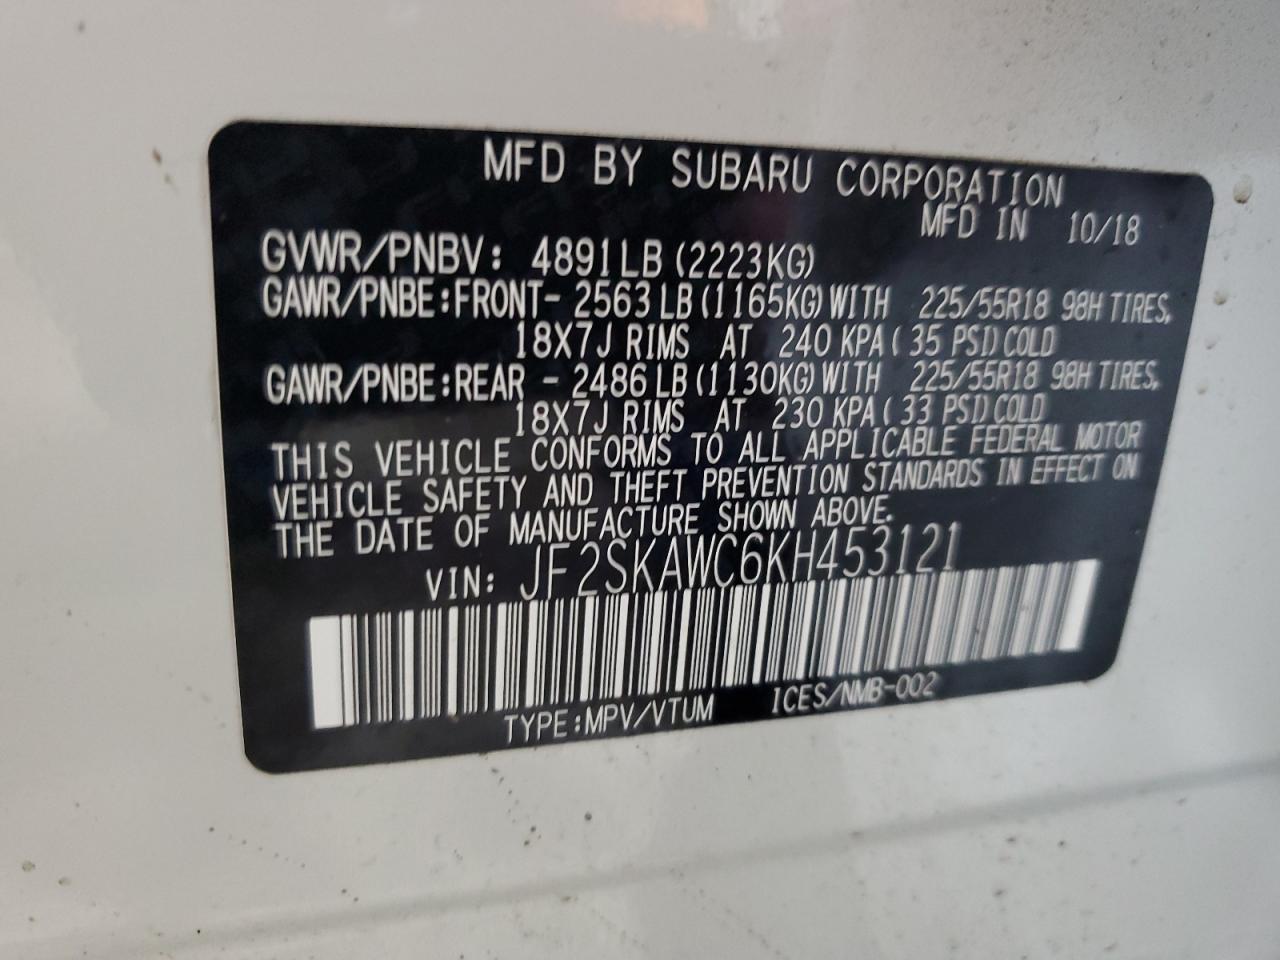 MFD BY SUBARU CORPORATION
MFD IN 10/18
GVWR/PNBV: 4891LB (2223KG)
GAWR/PNBE:FRONT- 2563 LB (1165KG) WITH 225/55R18 98H TIRES,
18X7J RIMS AT 240 KPA ( 35 PSI) COLD
GAWR/PNBE:REAR - 2486 LB (1130KG) WITH 225/55R18 98H TIRES,
18X7J RIMS AT 230 KPA ( 33 PSI) COLD
THIS VEHICLE CONFORMS TO ALL APPLICABLE FEDERAL MOTOR
VEHICLE SAFETY AND THEFT PREVENTION STANDARDS IN EFFECT ON
THE DATE OF MANUFACTURE SHOWN ABOVE.
VIN: JF2SKAWC6KH453121
TYPE:MPV/VTUM ICES/NMB-002